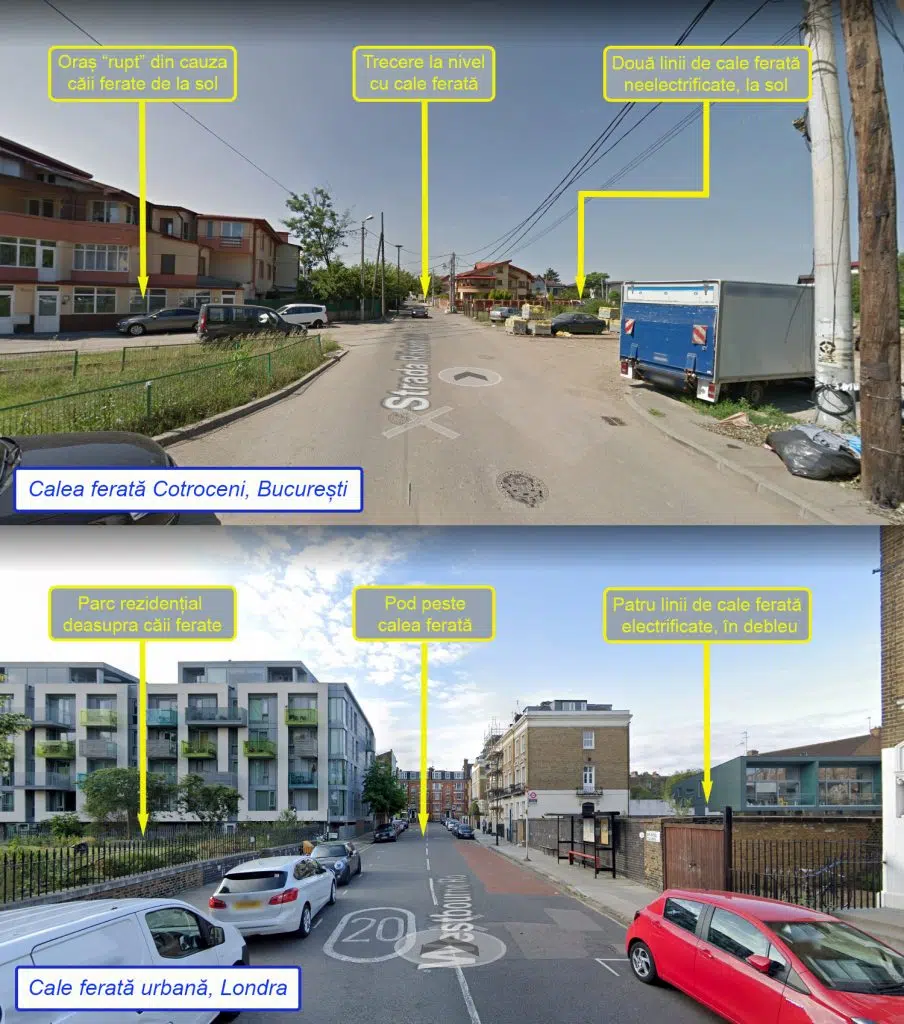 Oraș “rupt” din cauza
căii ferate de la sol
Trecere la nivel
cu cale ferată
Două linii de cale ferată
neelectrificate, la sol
Strada
Calea ferată Cotroceni, București
Parc rezidențial
deasupra căii ferate
Pod peste
calea ferată
Patru linii de cale ferată
electrificate, în debleu
20
Westbourne
Cale ferată urbană, Londra